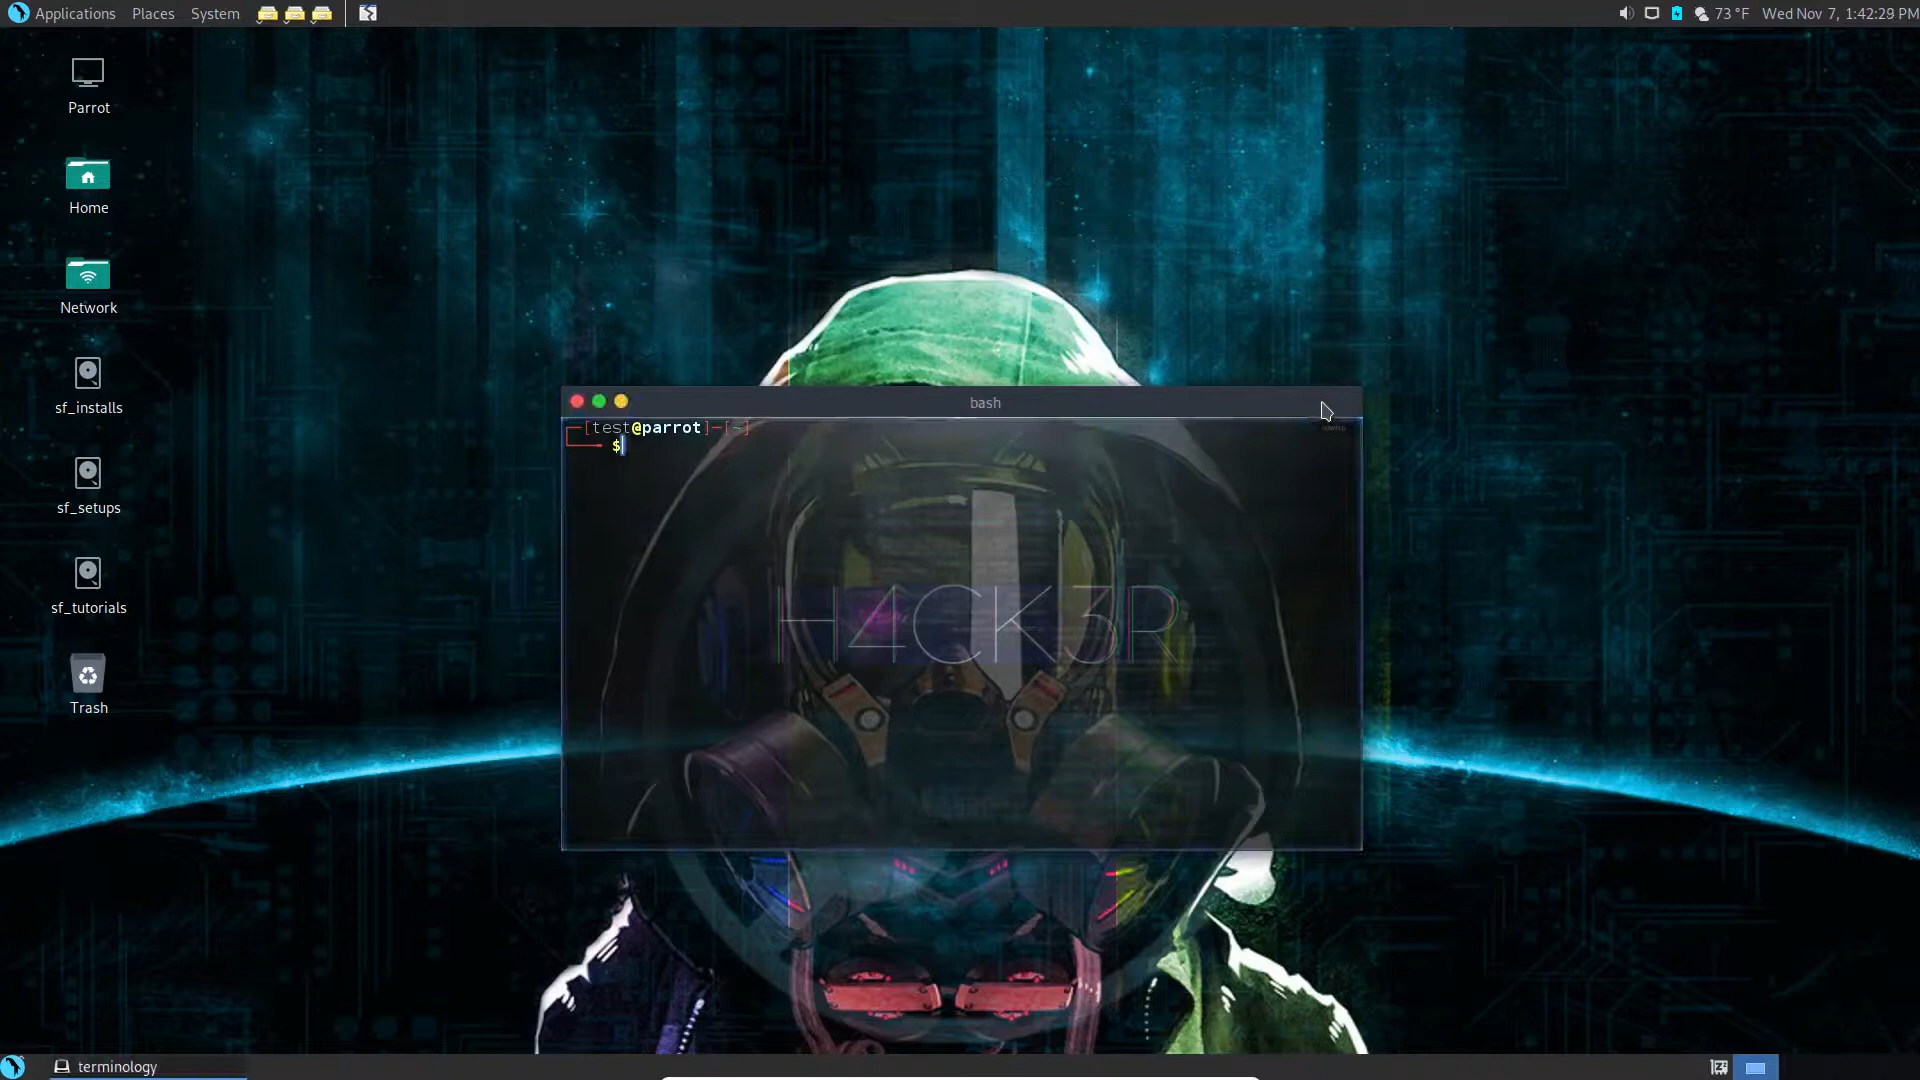 Applications Places System
73 °F Wed Nov 7, 1:42:29 PM
Parrot
Home
Network
sf_installs
sf_setups
sf_tutorials
Trash
bash
[test@parrot]─[~]
$
H4CK3R
terminology